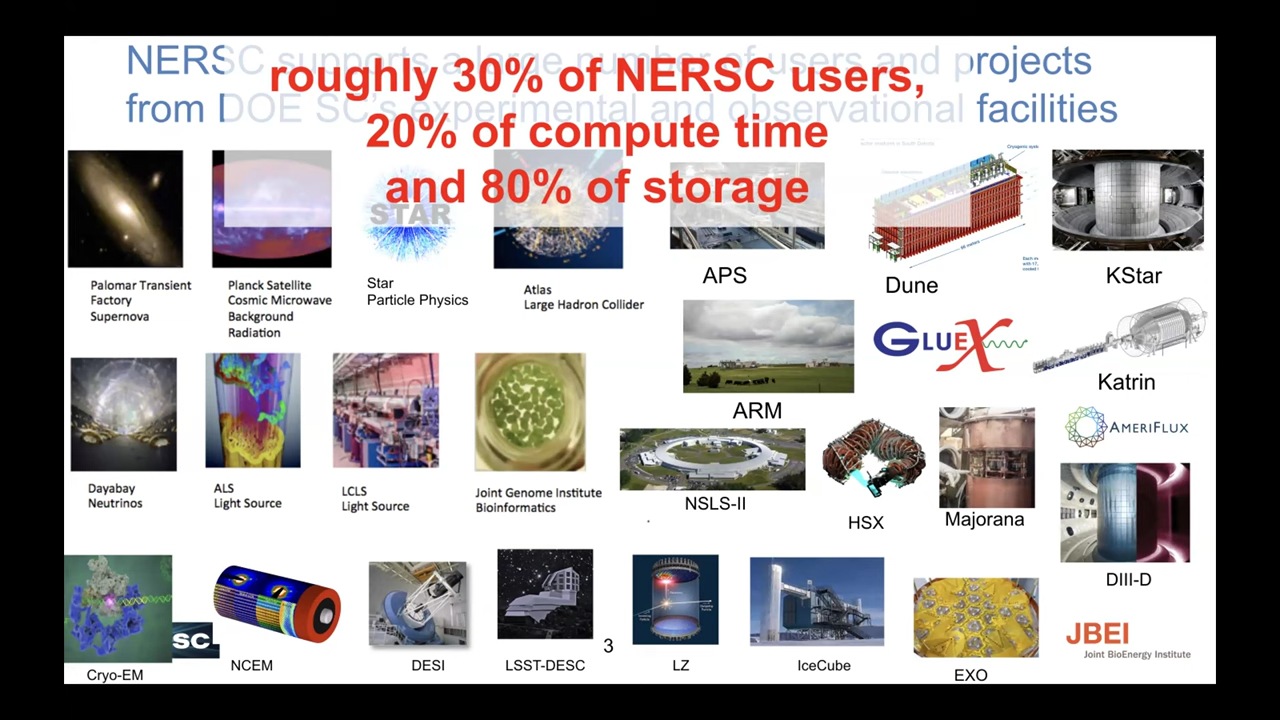 NERSC supports a large number of users and projects
from DOE SC's experimental and observational facilities
roughly 30% of NERSC users,
20% of compute time
and 80% of storage
STAR
Palomar Transient
Factory
Supernova
Planck Satellite
Cosmic Microwave
Background
Radiation
Star
Particle Physics
Atlas
Large Hadron Collider
APS
Dune
KStar
GLUEX
Katrin
ARM
AMERIFLUX
Dayabay
Neutrinos
ALS
Light Source
LCLS
Light Source
Joint Genome Institute
Bioinformatics
NSLS-II
HSX
Majorana
DIII-D
SC
Cryo-EM
NCEM
DESI
LSST-DESC
3
LZ
IceCube
EXO
JBEI
Joint BioEnergy Institute